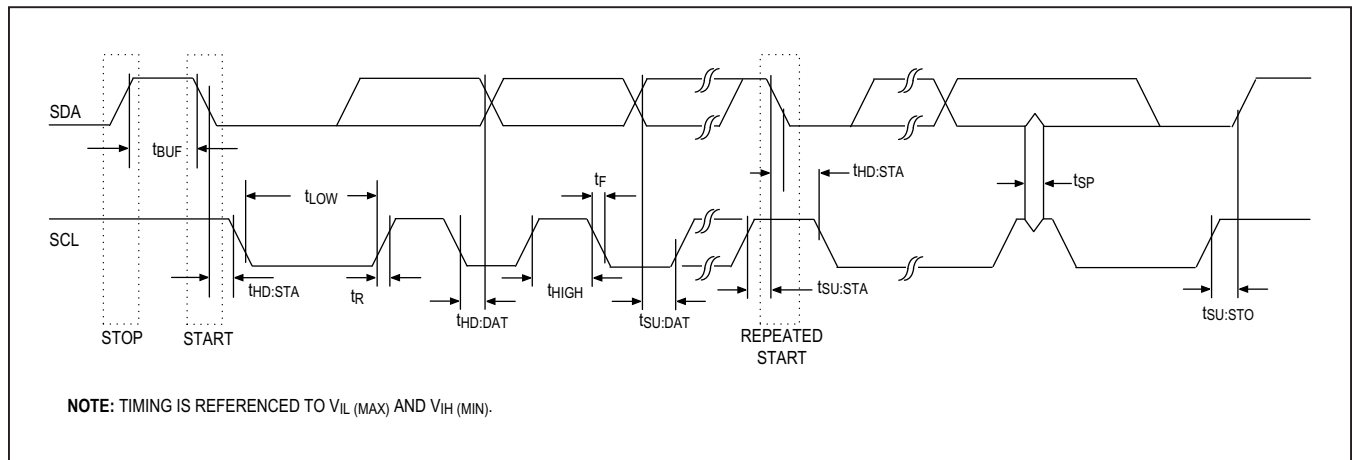 SDA
tBUF
tLOW
tF
tHD:STA
tSP
SCL
tHD:STA
tR
tHD:DAT
tHIGH
tSU:DAT
tSU:STA
tSU:STO
STOP
START
REPEATED
START
NOTE: TIMING IS REFERENCED TO VIL (MAX) AND VIH (MIN).